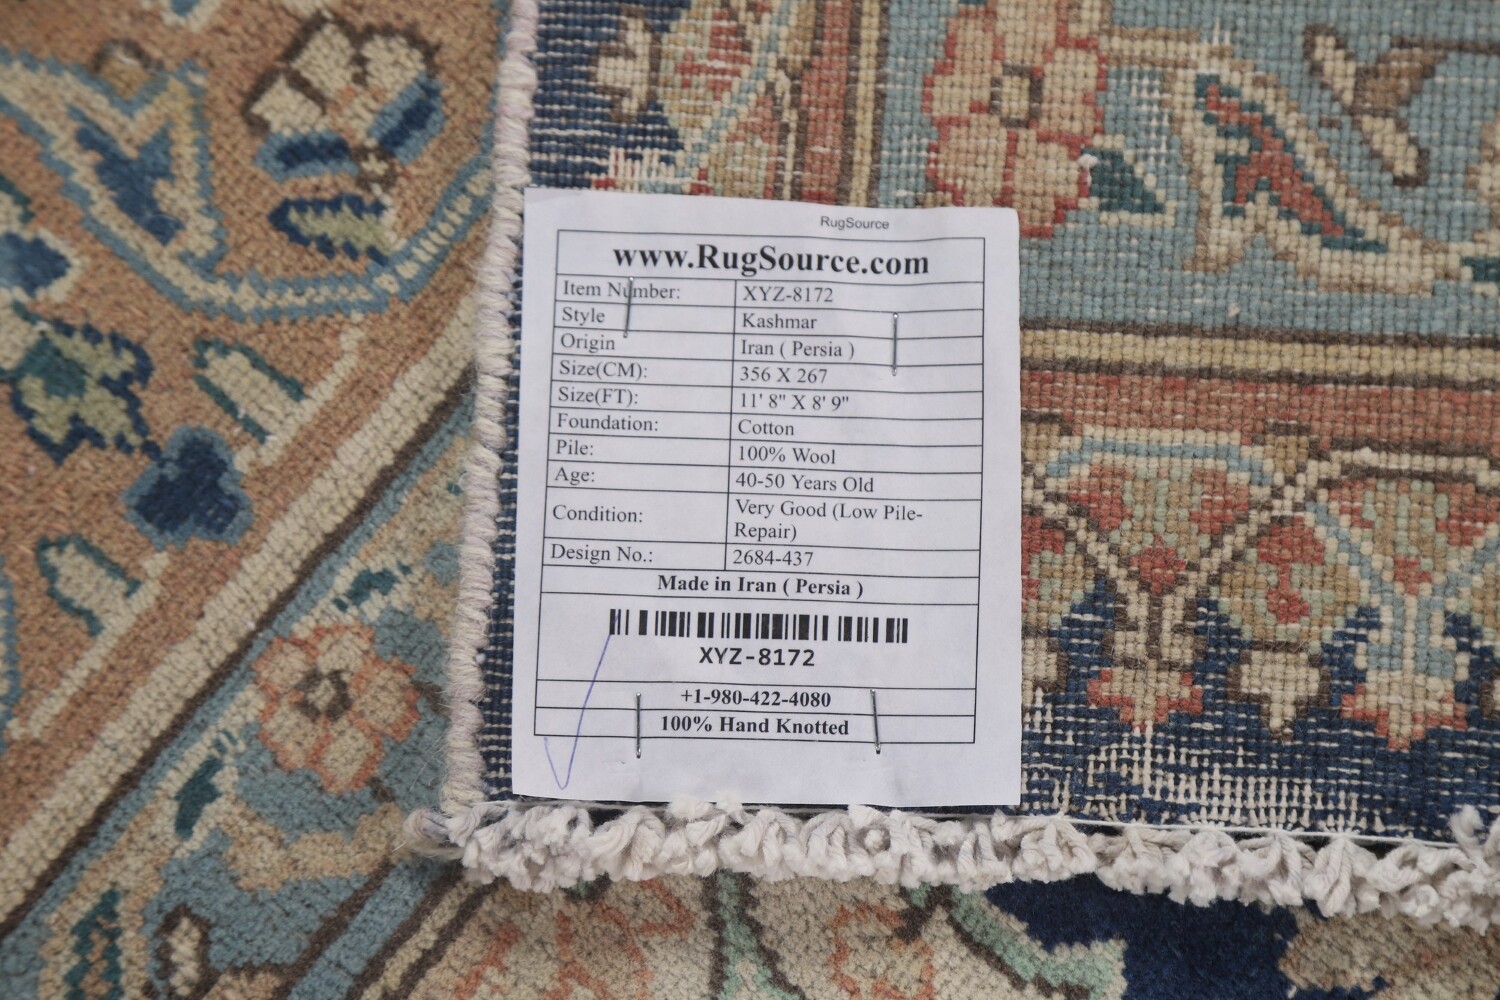 RugSource
www.RugSource.com
Item Number: XYZ-8172
Style Kashmar
Origin Iran ( Persia )
Size(CM): 356 X 267
Size(FT): 11' 8" X 8' 9"
Foundation: Cotton
Pile: 100% Wool
Age: 40-50 Years Old
Condition: Very Good (Low Pile-
Repair)
Design No.: 2684-437
Made in Iran ( Persia )
XYZ-8172
+1-980-422-4080
100% Hand Knotted